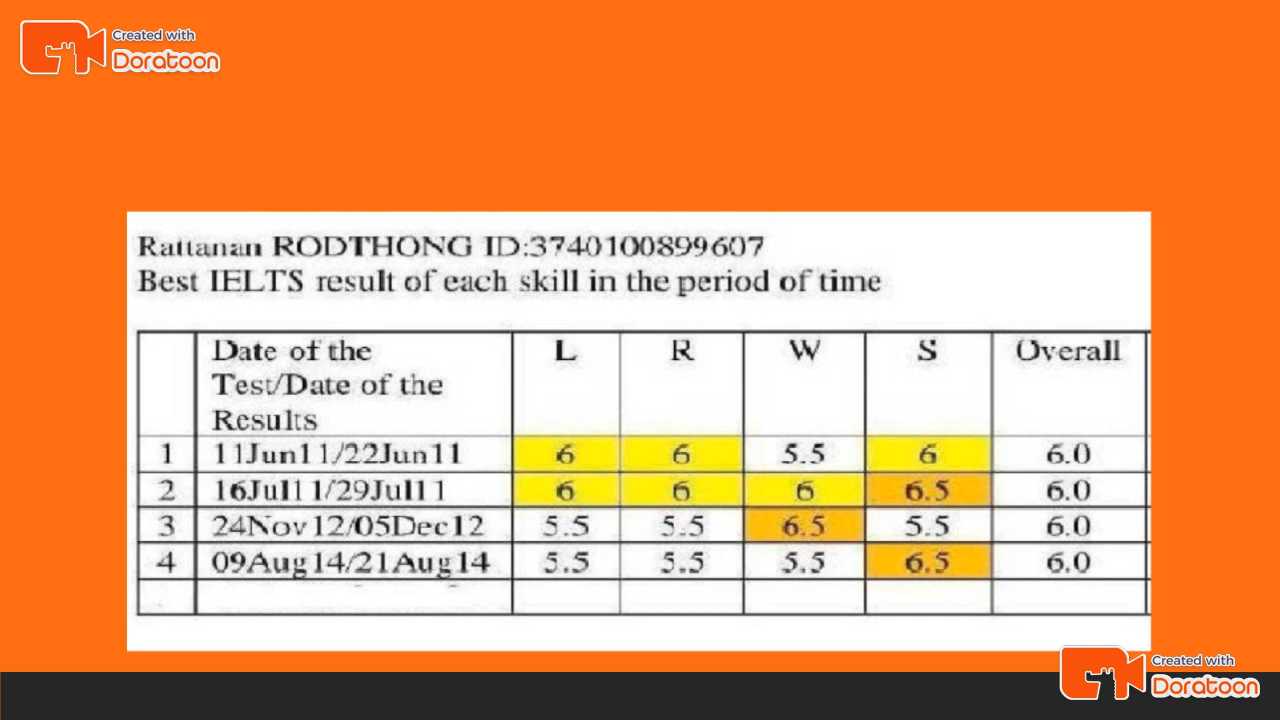 Created with
Doratoon
Rattanan RODTHONG ID:3740100899607
Best IELTS result of each skill in the period of time
Date of the Test/Date of the Results L R W S Overall
1 11Jun11/22Jun11 6 6 5.5 6 6.0
2 16Jul11/29Jul11 6 6 6 6.5 6.0
3 24Nov12/05Dec12 5.5 5.5 6.5 5.5 6.0
4 09Aug14/21Aug14 5.5 5.5 5.5 6.5 6.0
Created with
Doratoon